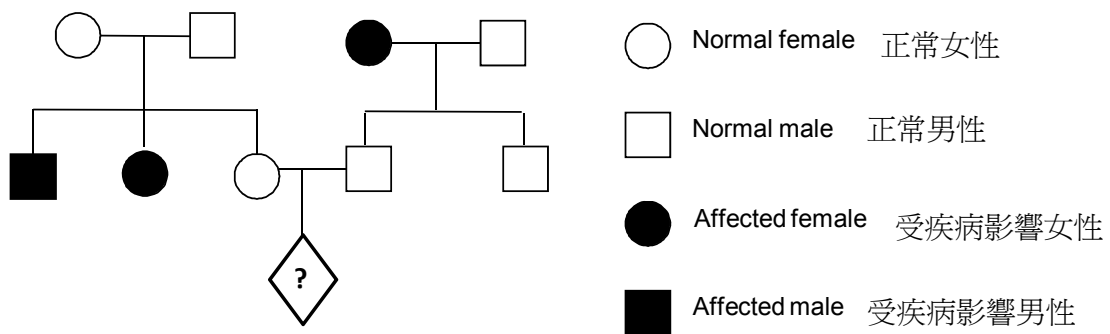 Normal female 正常女性
Normal male 正常男性
Affected female 受疾病影響女性
Affected male 受疾病影響男性
?